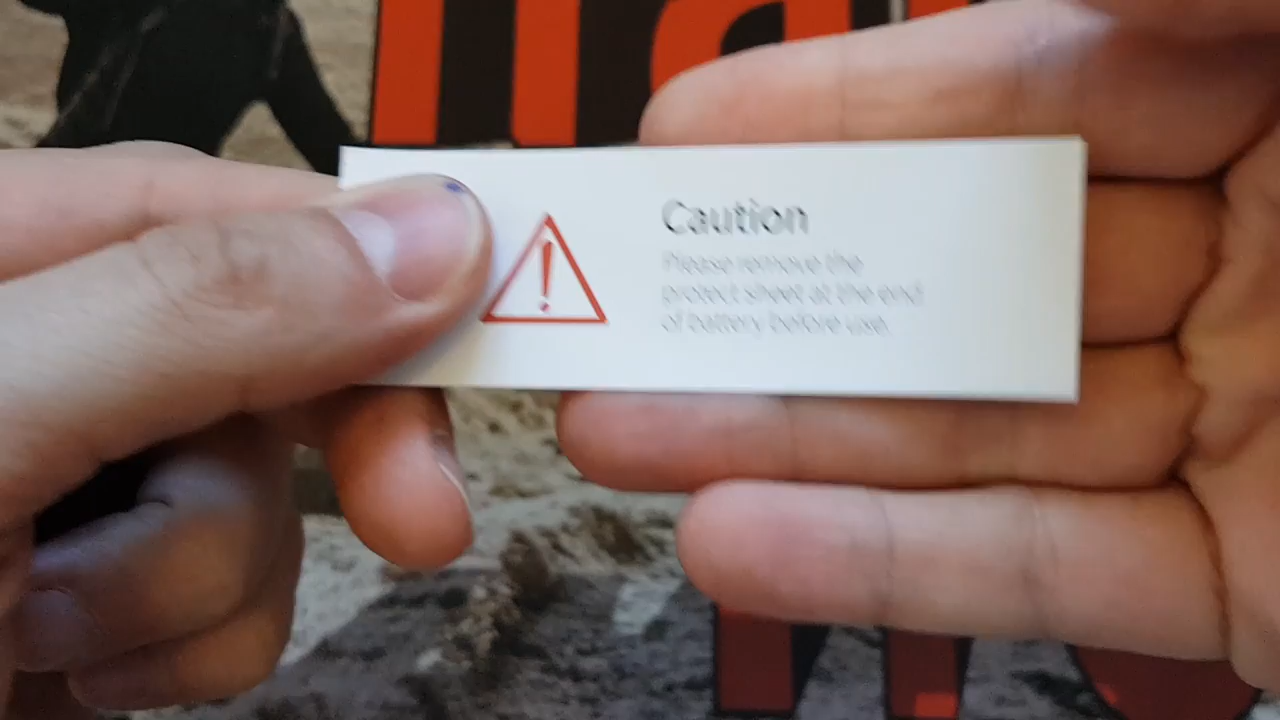 Caution
Please remove the
protect sheet at the end
of battery before use.